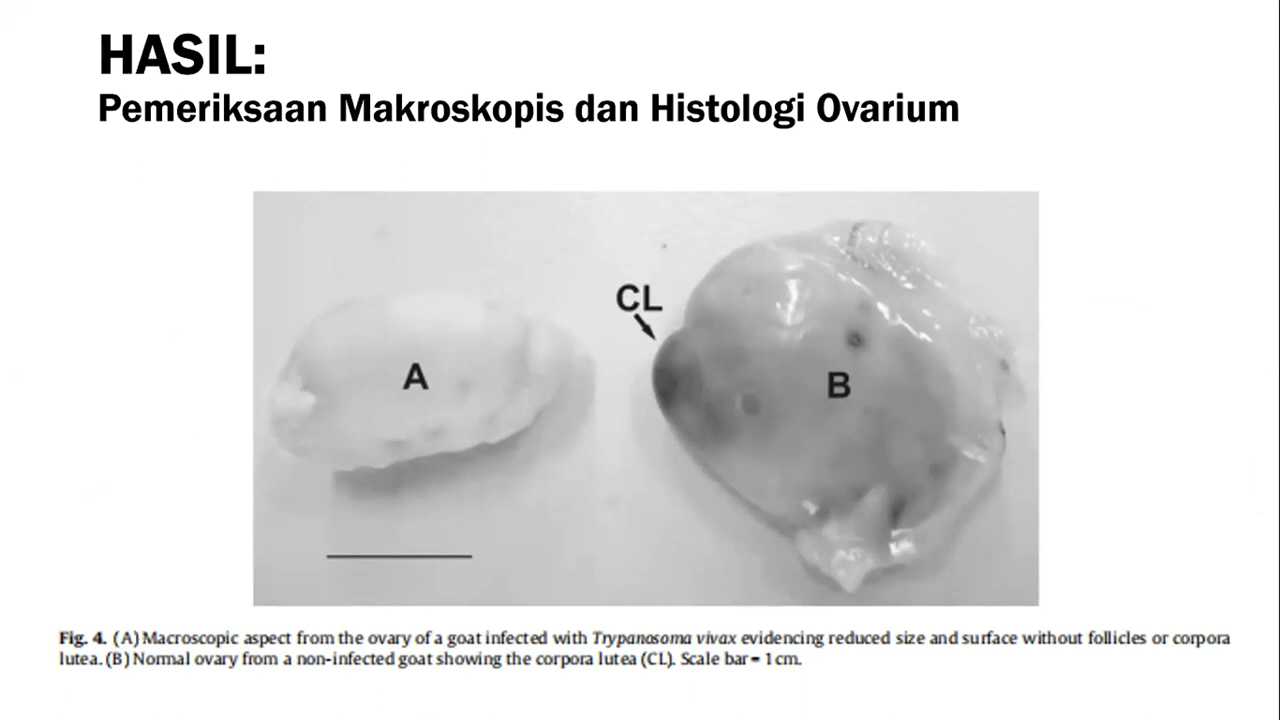 HASIL:
Pemeriksaan Makroskopis dan Histologi Ovarium
CL
A
B
Fig. 4. (A) Macroscopic aspect from the ovary of a goat infected with Trypanosoma vivax evidencing reduced size and surface without follicles or corpora
lutea. (B) Normal ovary from a non-infected goat showing the corpora lutea (CL). Scale bar = 1 cm.